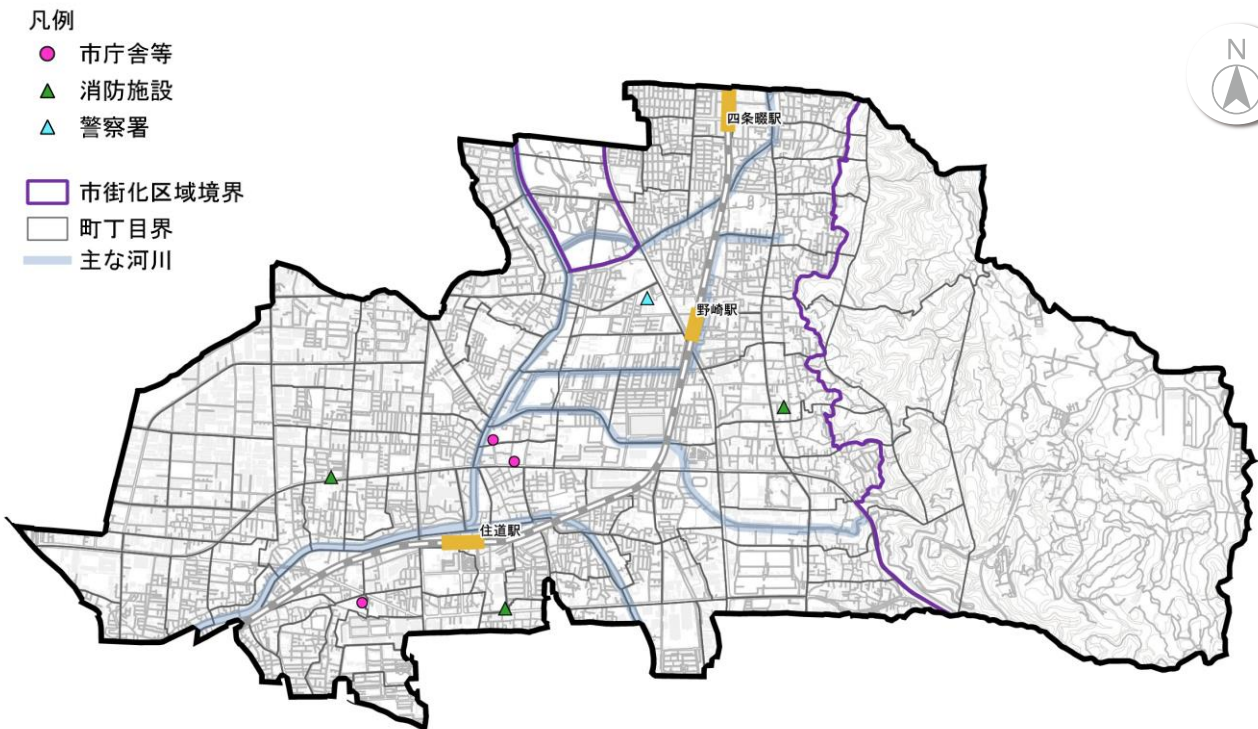 凡例
市庁舎等
消防施設
警察署
市街化区域境界
町丁目界
主な河川
N
四条畷駅
野崎駅
住道駅